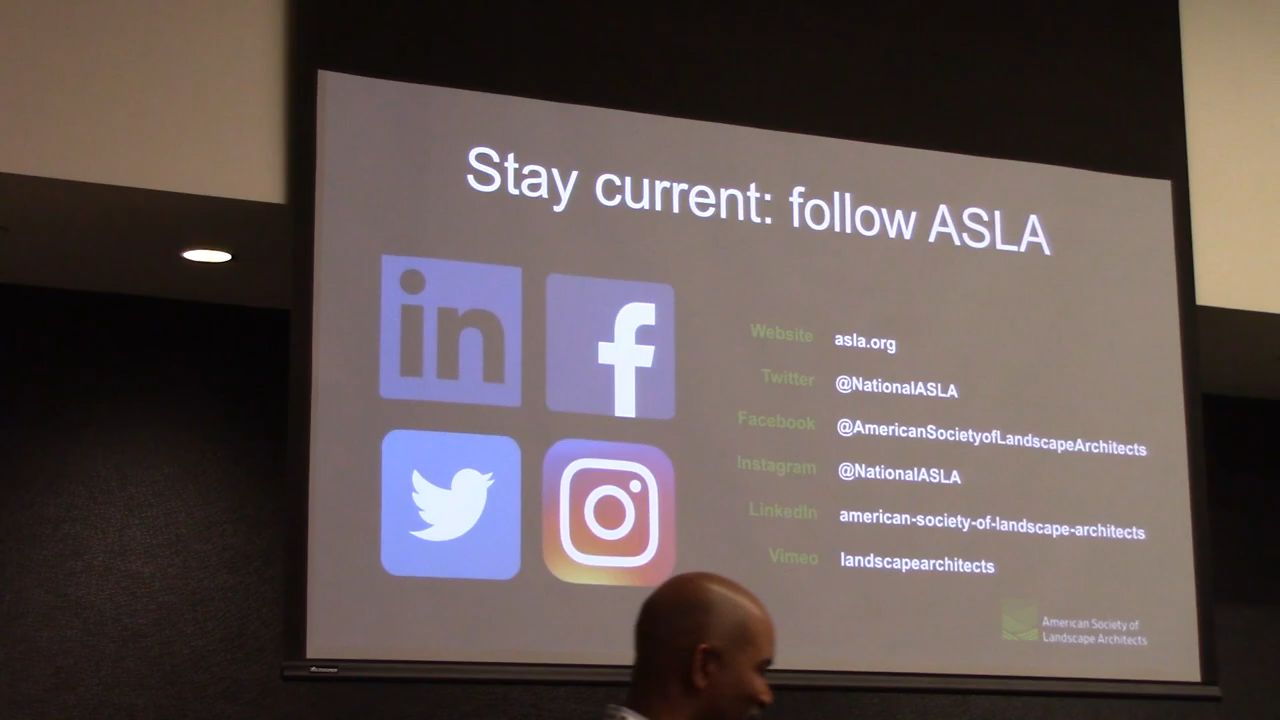 Stay current: follow ASLA
in
f
Website asla.org
Twitter @NationalASLA
Facebook @AmericanSocietyofLandscapeArchitects
Instagram @NationalASLA
LinkedIn american-society-of-landscape-architects
Vimeo landscapearchitects
American Society of
Landscape Architects